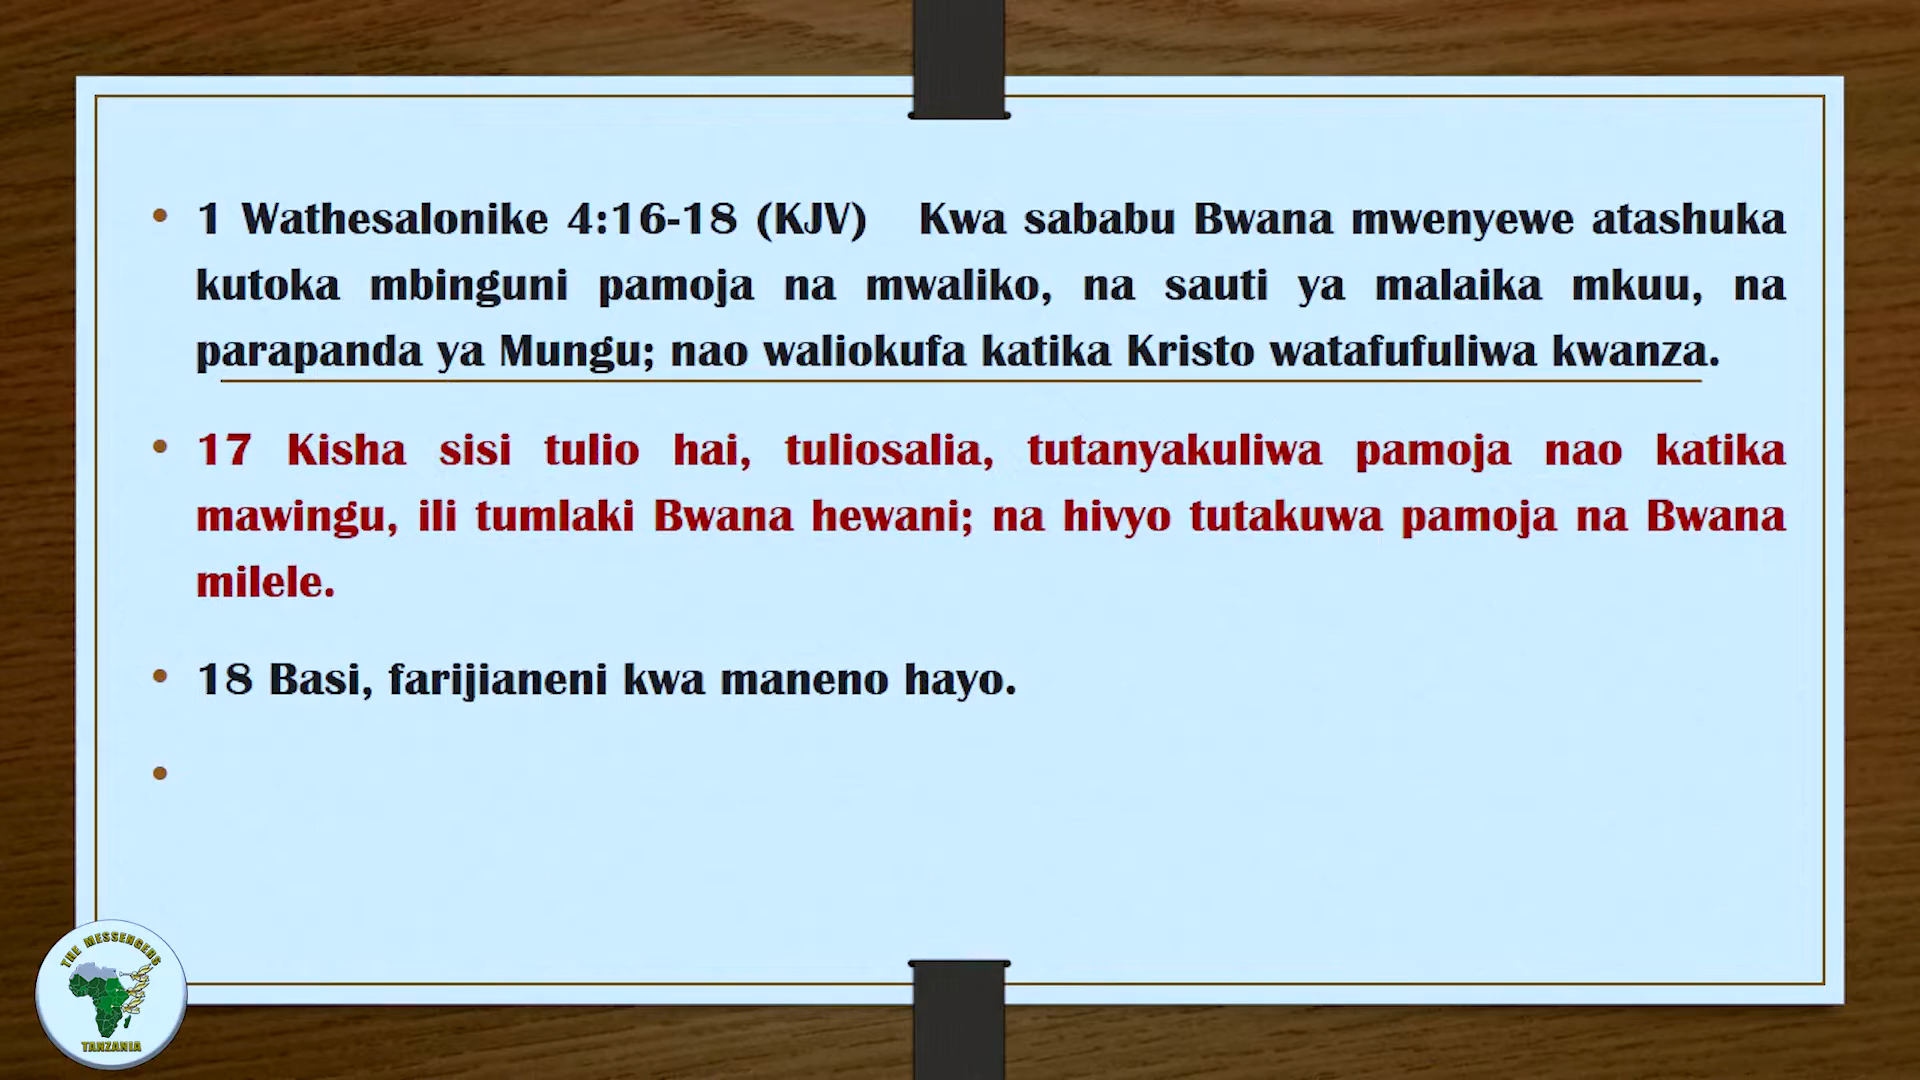 1 Wathesalonike 4:16-18 (KJV) Kwa sababu Bwana mwenyewe atashuka
kutoka mbinguni pamoja na mwaliko, na sauti ya malaika mkuu, na
parapanda ya Mungu; nao waliokufa katika Kristo watafufuliwa kwanza.
17 Kisha sisi tulio hai, tuliosalia, tutanyakuliwa pamoja nao katika
mawingu, ili tumlaki Bwana hewani; na hivyo tutakuwa pamoja na Bwana
milele.
18 Basi, farijianeni kwa maneno hayo.
THE MESSENGERS
TANZANIA